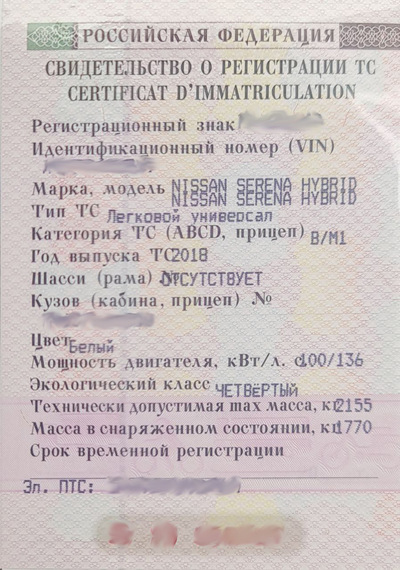 РОССИЙСКАЯ ФЕДЕРАЦИЯ
СВИДЕТЕЛЬСТВО О РЕГИСТРАЦИИ ТС
CERTIFICAT D'IMMATRICULATION
Регистрационный знак
Идентификационный номер (VIN)
Марка, модель NISSAN SERENA HYBRID
NISSAN SERENA HYBRID
Тип ТС Легковой универсал
Категория ТС (ABCD, прицеп) B/M1
Год выпуска ТС 2018
Шасси (рама) № ОТСУТСТВУЕТ
Кузов (кабина, прицеп) №
Цвет Белый
Мощность двигателя, кВт/л. с 100/136
Экологический класс ЧЕТВЁРТЫЙ
Технически допустимая max масса, кг 2155
Масса в снаряженном состоянии, кг 1770
Срок временной регистрации
Эл. ПТС: